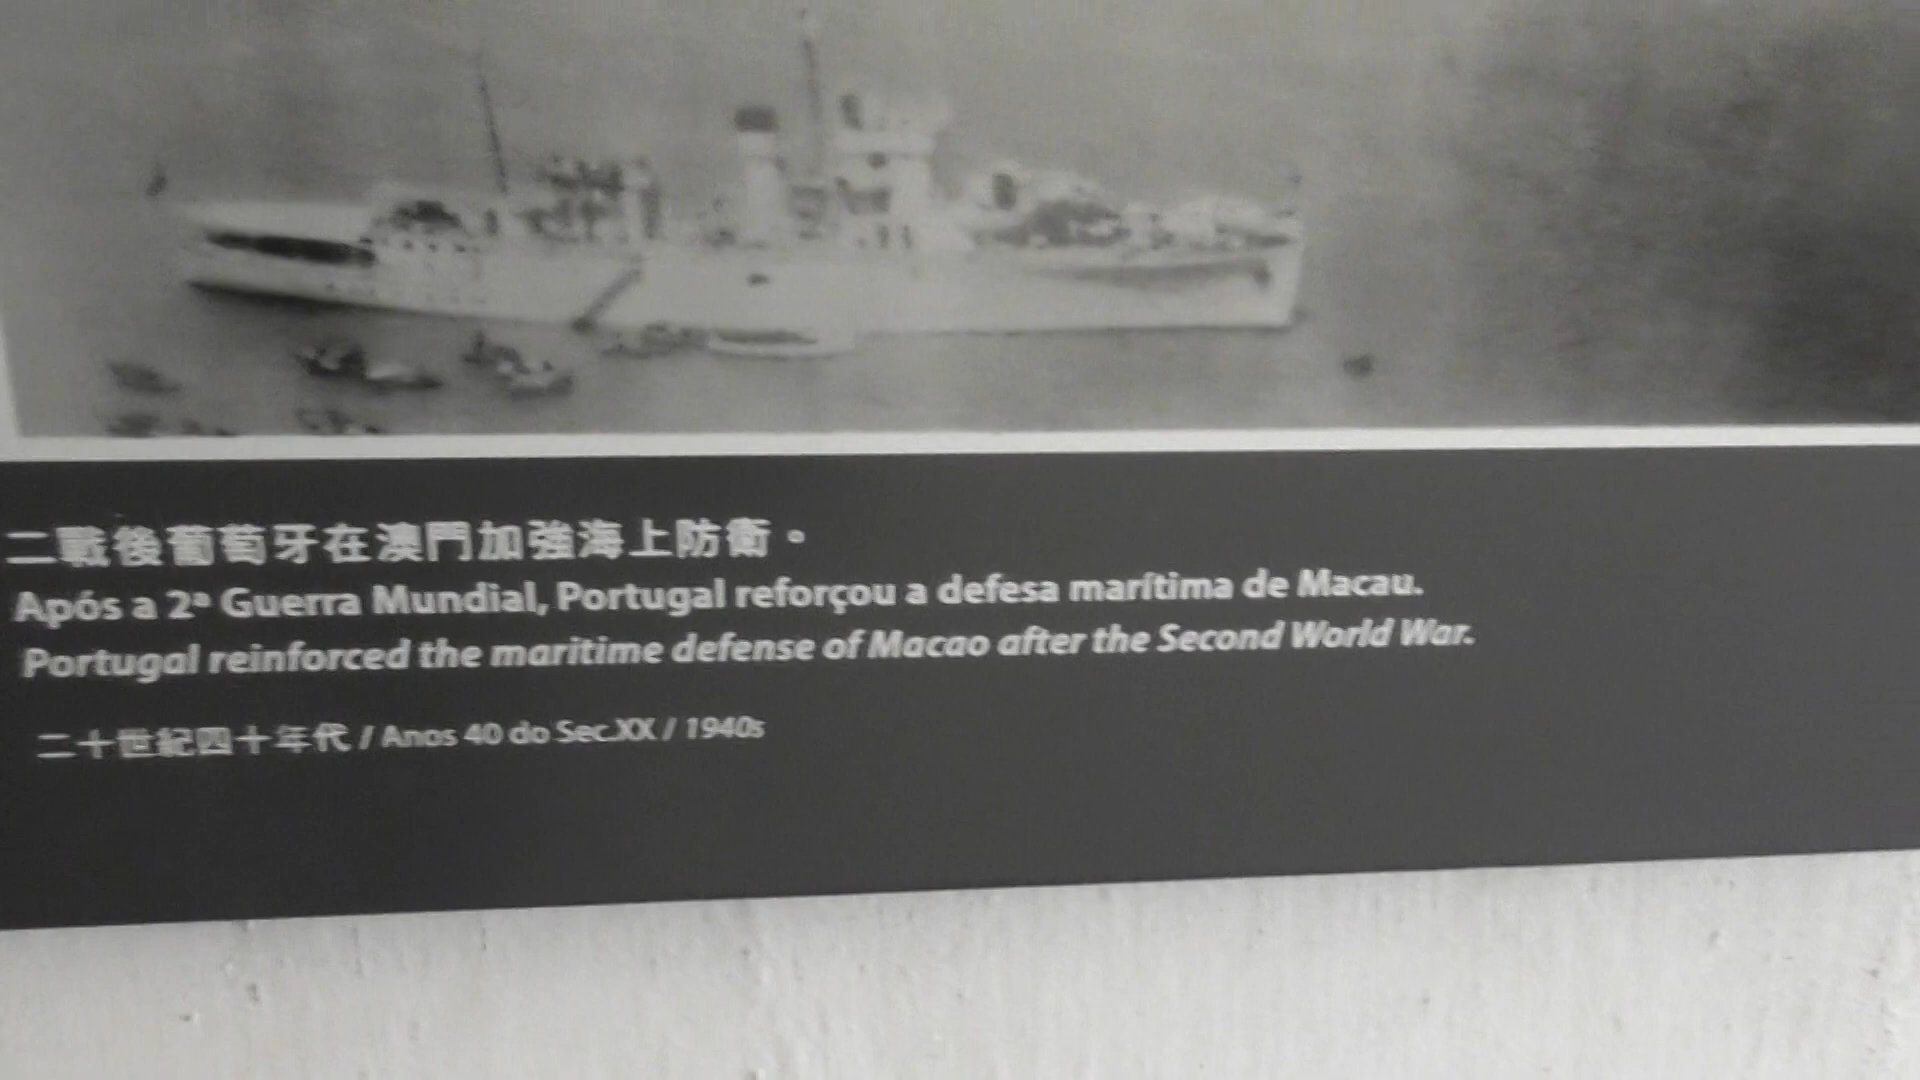 二戰後葡萄牙在澳門加強海上防衛。
Após a 2ª Guerra Mundial, Portugal reforçou a defesa marítima de Macau.
Portugal reinforced the maritime defense of Macao after the Second World War.
二十世紀四十年代 / Anos 40 do Sec.XX / 1940s